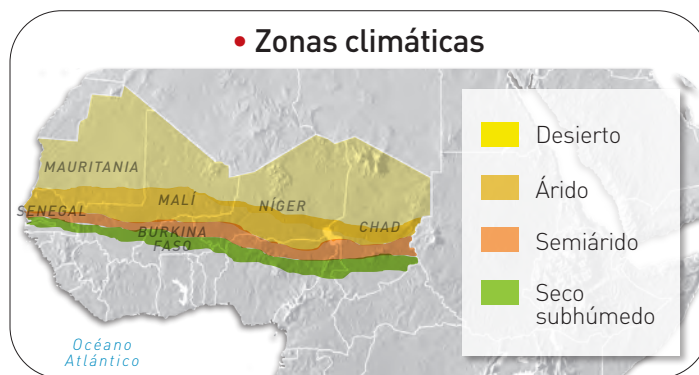 • Zonas climáticas
Desierto
MAURITANIA
MALÍ
Árido
NÍGER
SENEGAL
CHAD
BURKINA
FASO
Semiárido
Seco
subhúmedo
Océano
Atlántico